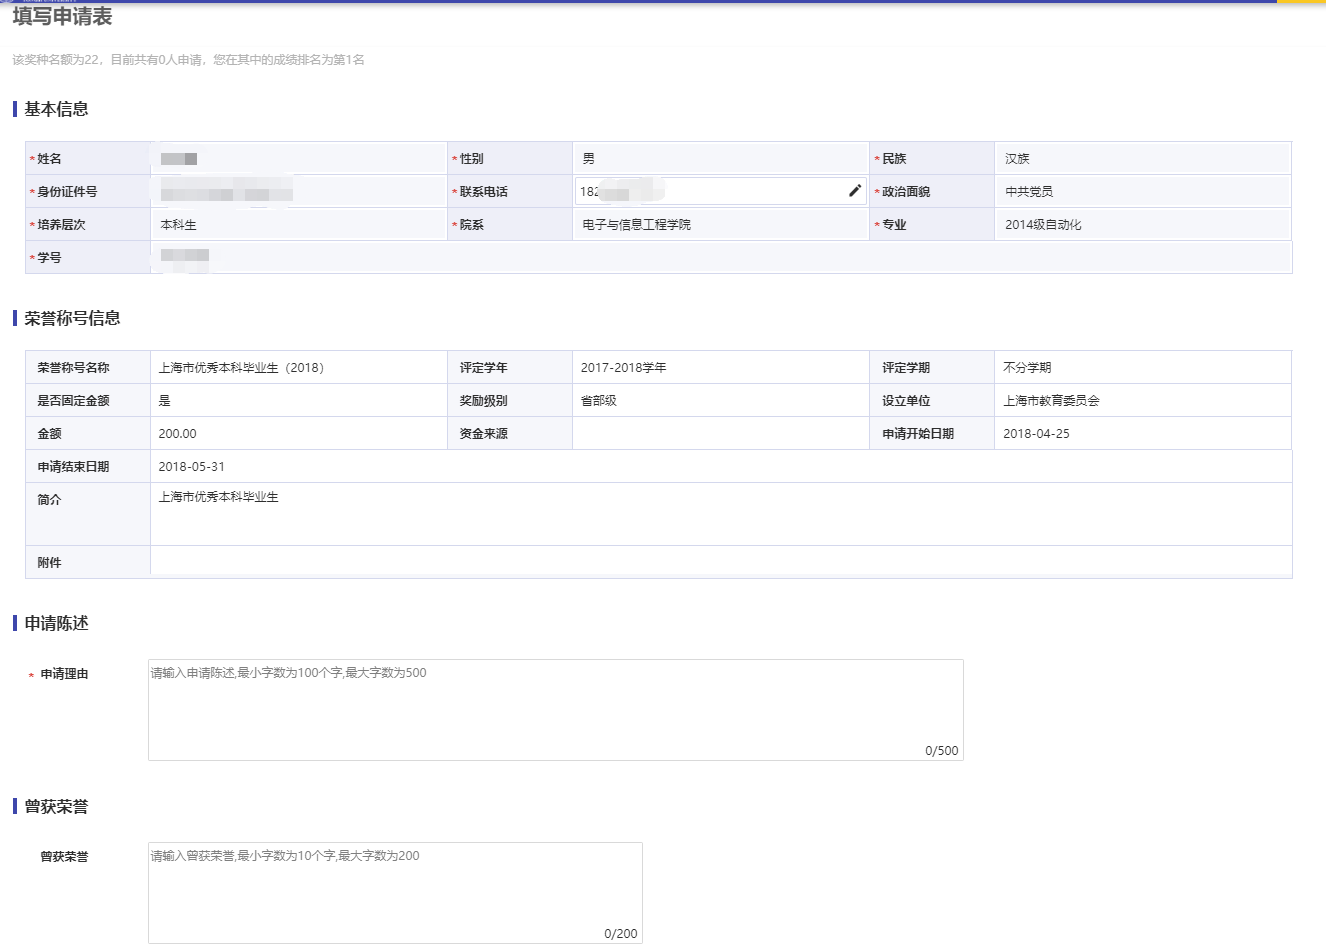 填写申请表
该奖种名额为22，目前共有0人申请，您在其中的成绩排名为第1名
基本信息
*姓名 *性别 男 *民族 汉族
*身份证件号 *联系电话 182 *政治面貌 中共党员
*培养层次 本科生 *院系 电子与信息工程学院 *专业 2014级自动化
*学号
荣誉称号信息
荣誉称号名称 上海市优秀本科毕业生（2018） 评定学年 2017-2018学年 评定学期 不分学期
是否固定金额 是 奖励级别 省部级 设立单位 上海市教育委员会
金额 200.00 资金来源 申请开始日期 2018-04-25
申请结束日期 2018-05-31
简介 上海市优秀本科毕业生
附件
申请陈述
* 申请理由 请输入申请陈述,最小字数为100个字,最大字数为500
0/500
曾获荣誉
曾获荣誉 请输入曾获荣誉,最小字数为10个字,最大字数为200
0/200